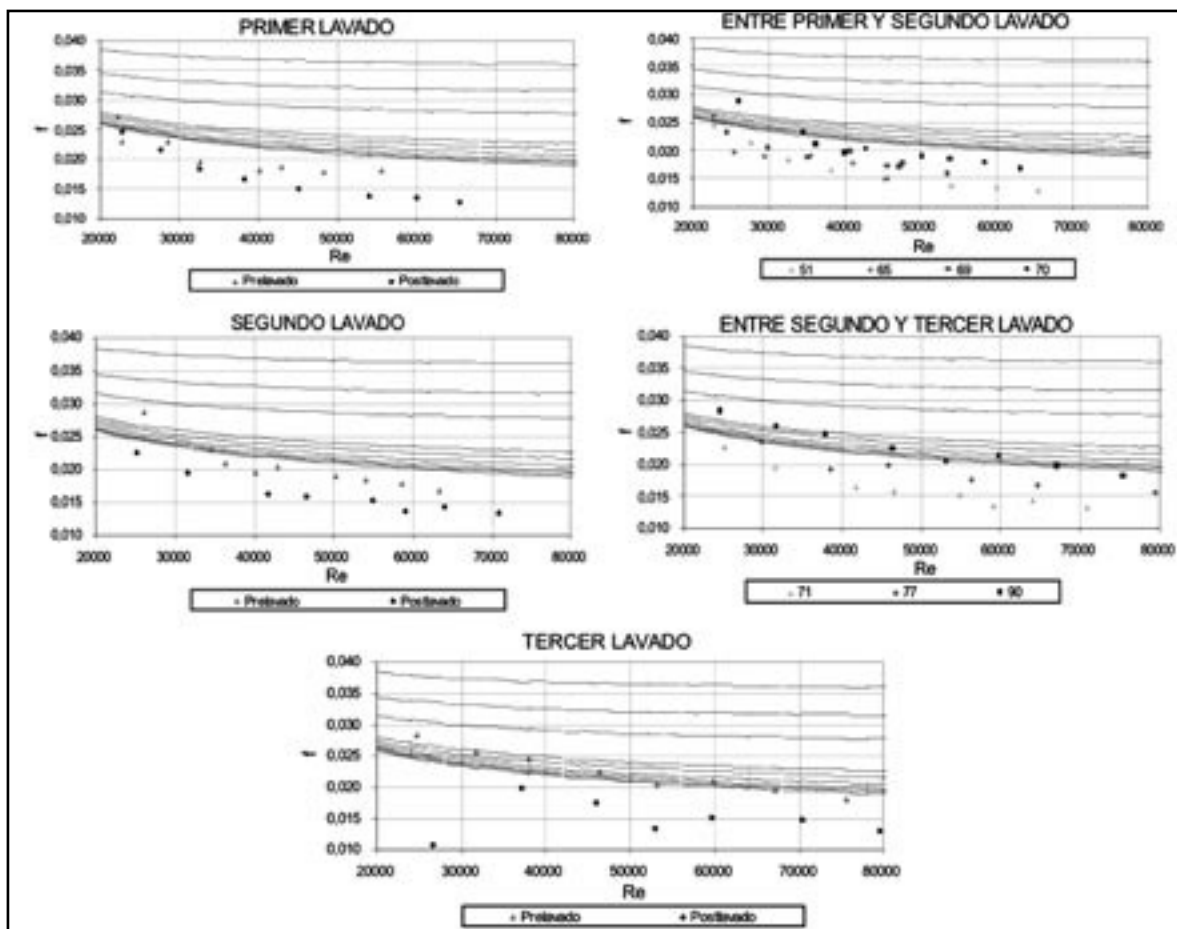 PRIMER LAVADO
0,040
0,035
0,030
0,025
0,020
0,015
0,010
f
20000 30000 40000 50000 60000 70000 80000
Re
Prelavado Postlavado
ENTRE PRIMER Y SEGUNDO LAVADO
0,040
0,035
0,030
0,025
0,020
0,015
0,010
f
20000 30000 40000 50000 60000 70000 80000
Re
51 65 69 70
SEGUNDO LAVADO
0,040
0,035
0,030
0,025
0,020
0,015
0,010
f
20000 30000 40000 50000 60000 70000 80000
Re
Prelavado Postlavado
ENTRE SEGUNDO Y TERCER LAVADO
0,040
0,035
0,030
0,025
0,020
0,015
0,010
f
20000 30000 40000 50000 60000 70000 80000
Re
71 77 90
TERCER LAVADO
0,040
0,035
0,030
0,025
0,020
0,015
0,010
f
20000 30000 40000 50000 60000 70000 80000
Re
Prelavado Postlavado